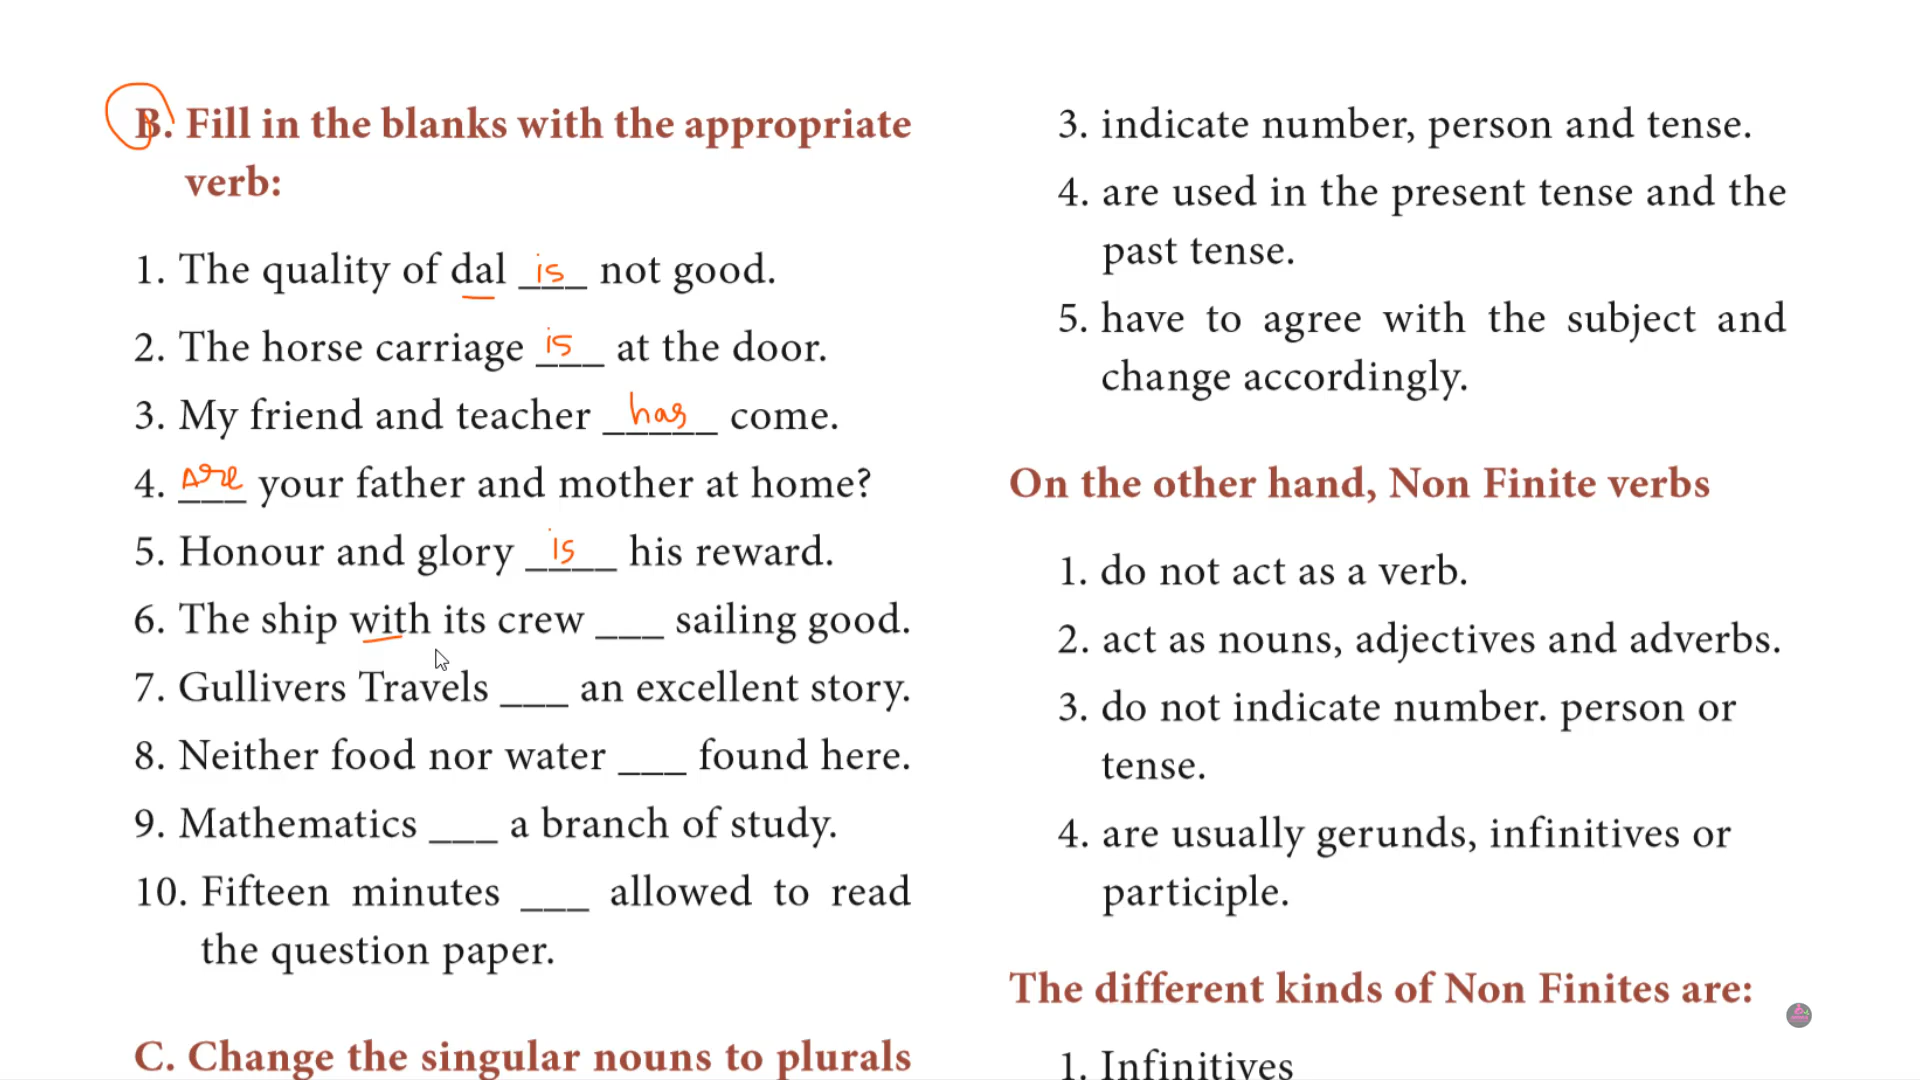 B. Fill in the blanks with the appropriate
verb:
1. The quality of dal is not good.
2. The horse carriage is at the door.
3. My friend and teacher has come.
4. Are your father and mother at home?
5. Honour and glory is his reward.
6. The ship with its crew ___ sailing good.
7. Gullivers Travels ___ an excellent story.
8. Neither food nor water ___ found here.
9. Mathematics ___ a branch of study.
10. Fifteen minutes ___ allowed to read
the question paper.
C. Change the singular nouns to plurals
3. indicate number, person and tense.
4. are used in the present tense and the
past tense.
5. have to agree with the subject and
change accordingly.
On the other hand, Non Finite verbs
1. do not act as a verb.
2. act as nouns, adjectives and adverbs.
3. do not indicate number. person or
tense.
4. are usually gerunds, infinitives or
participle.
The different kinds of Non Finites are:
1. Infinitives